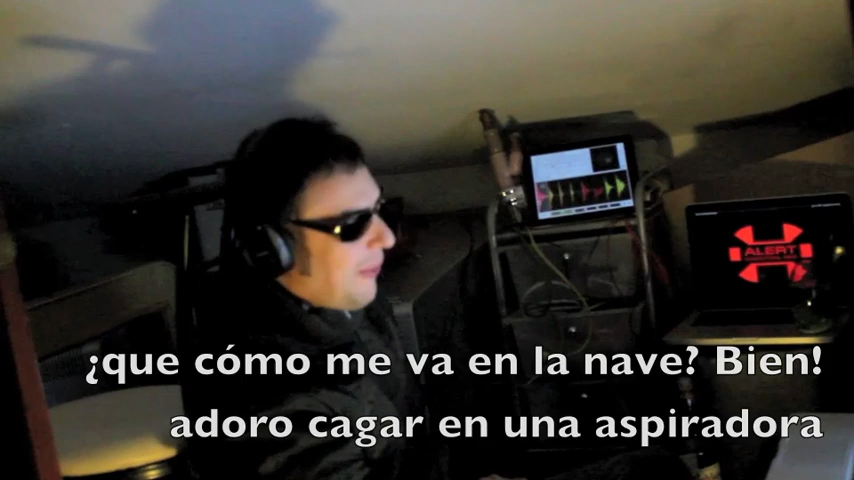 ALERT
¿que cómo me va en la nave? Bien!
adoro cagar en una aspiradora